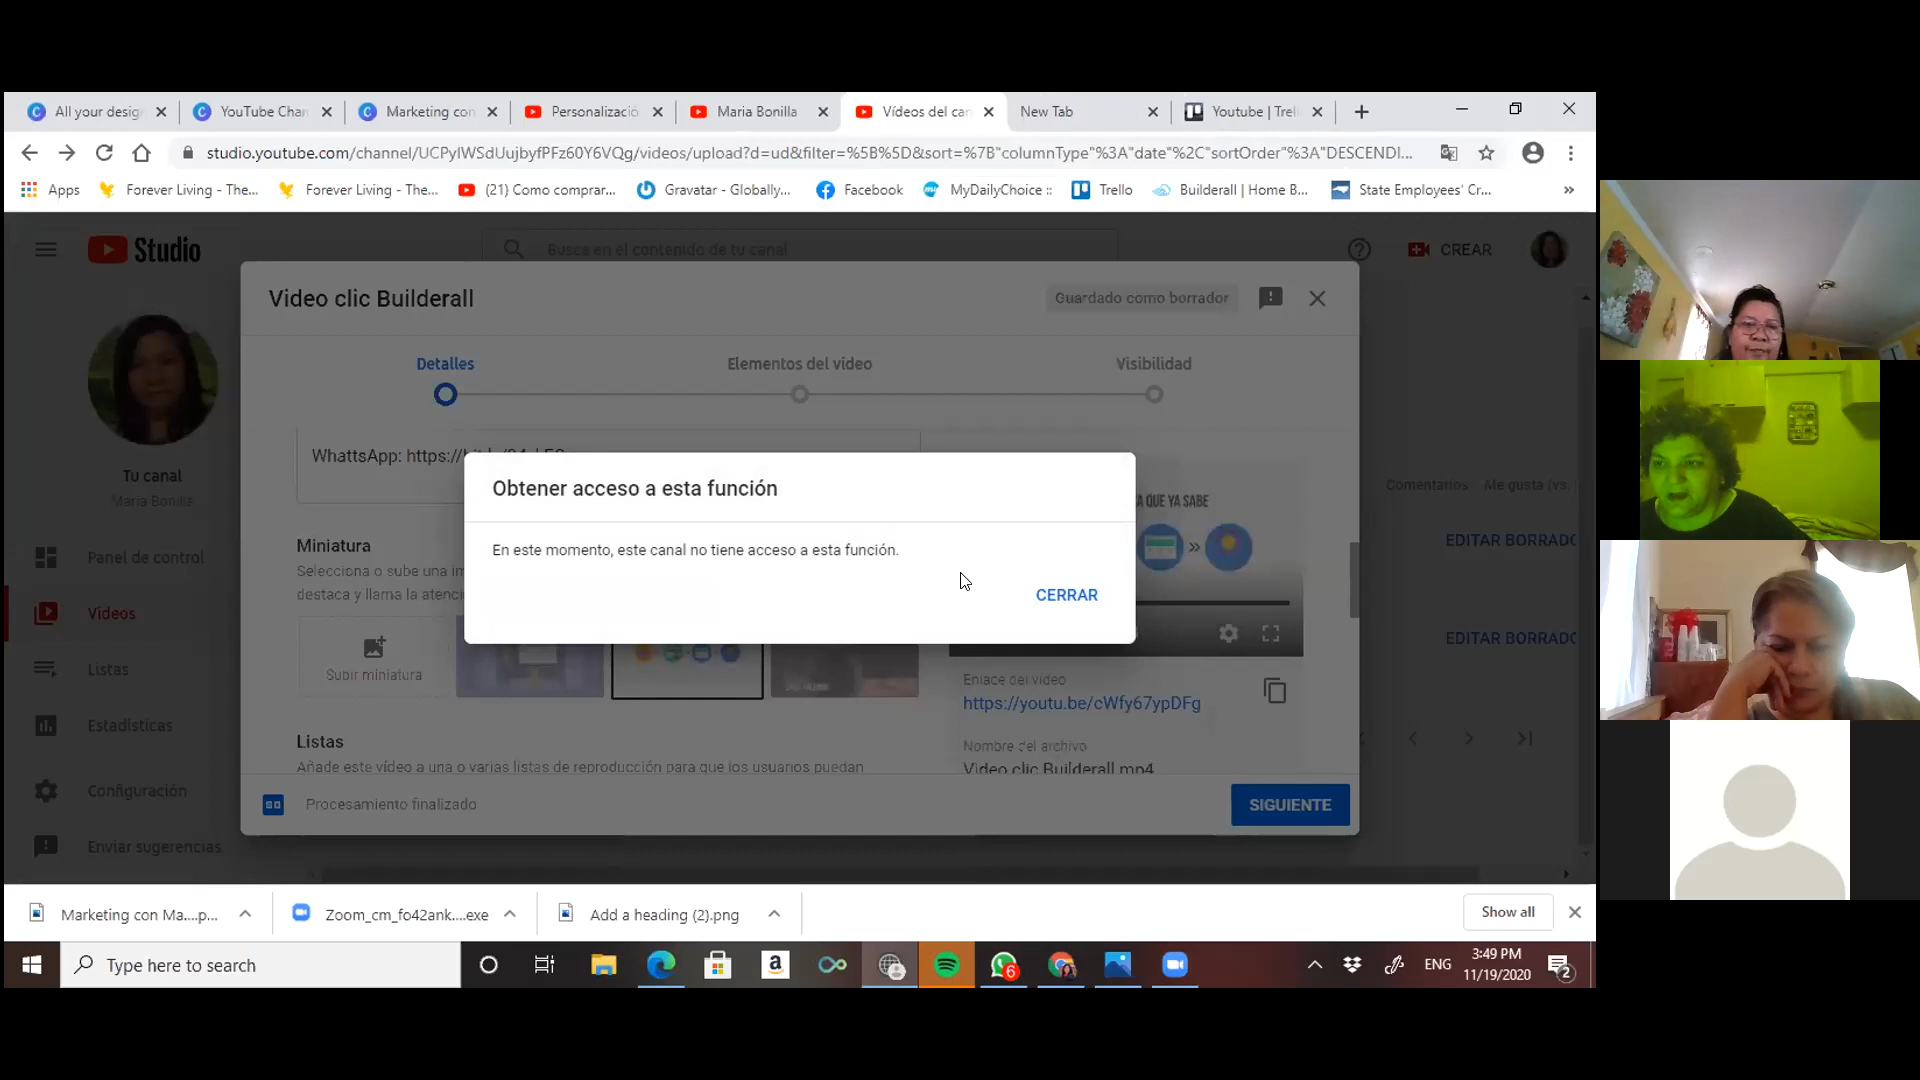 All your desig
YouTube Chan
Marketing con
Personalizació
Maria Bonilla
Vídeos del can
New Tab
Youtube | Trel
studio.youtube.com/channel/UCPyIWSdUujbyfPFz60Y6VQg/videos/upload?d=ud&filter=%5B%5D&sort=%7B"columnType"%3A"date"%2C"sortOrder"%3A"DESCENDI...
Apps
Forever Living - The...
Forever Living - The...
(21) Como comprar...
Gravatar - Globally...
Facebook
MyDailyChoice ::
Trello
Builderall | Home B...
State Employees' Cr...
»
Studio
Busca en el contenido de tu canal
CREAR
Video clic Builderall
Guardado como borrador
Detalles
Elementos del vídeo
Visibilidad
Tu canal
Maria Bonilla
WhattsApp: https://
Comentarios
Me gusta (vs.
Obtener acceso a esta función
En este momento, este canal no tiene acceso a esta función.
CERRAR
A QUE YA SABE
Miniatura
Selecciona o sube una im
destaca y llama la atenci
Subir miniatura
EDITAR BORRADO
EDITAR BORRADO
Panel de control
Vídeos
Listas
Estadísticas
Configuración
Enviar sugerencias
Enlace del vídeo
https://youtu.be/cWfy67ypDFg
Nombre del archivo
Video clic Builderall.mp4
Listas
Añade este vídeo a una o varias listas de reproducción para que los usuarios puedan
Procesamiento finalizado
SIGUIENTE
Marketing con Ma....p...
Zoom_cm_fo42ank....exe
Add a heading (2).png
Show all
Type here to search
6
ENG
3:49 PM
11/19/2020
2